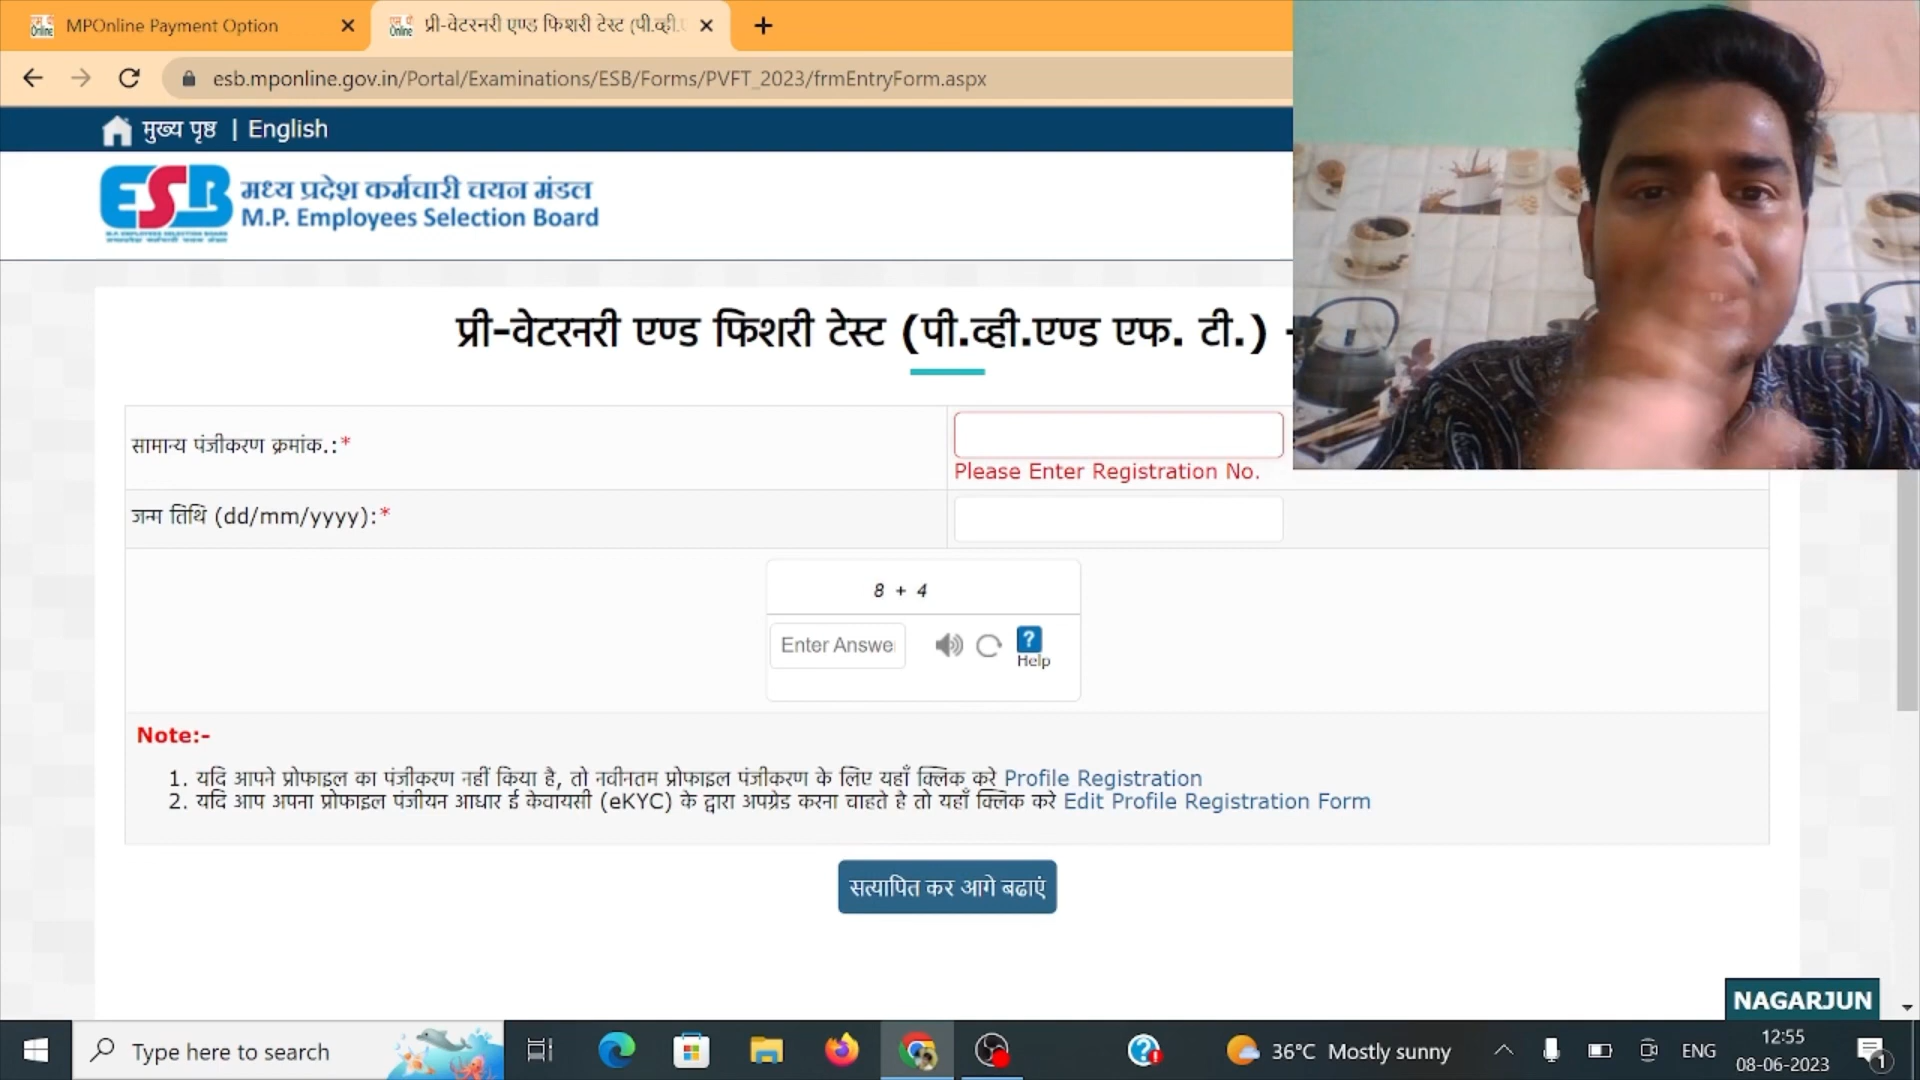 MPOnline Payment Option
प्री-वेटरनरी एण्ड फिशरी टेस्ट (पी.व्ही.
esb.mponline.gov.in/Portal/Examinations/ESB/Forms/PVFT_2023/frmEntryForm.aspx
मुख्य पृष्ठ | English
ESB मध्य प्रदेश कर्मचारी चयन मंडल
M.P. Employees Selection Board
प्री-वेटरनरी एण्ड फिशरी टेस्ट (पी.व्ही.एण्ड एफ. टी.) -
सामान्य पंजीकरण क्रमांक.:*
Please Enter Registration No.
जन्म तिथि (dd/mm/yyyy):*
8 + 4
Enter Answe
Help
Note:-
1. यदि आपने प्रोफाइल का पंजीकरण नहीं किया है, तो नवीनतम प्रोफाइल पंजीकरण के लिए यहाँ क्लिक करे Profile Registration
2. यदि आप अपना प्रोफाइल पंजीयन आधार ई केवायसी (eKYC) के द्वारा अपग्रेड करना चाहते है तो यहाँ क्लिक करे Edit Profile Registration Form
सत्यापित कर आगे बढाएं
NAGARJUN
Type here to search
36°C Mostly sunny
ENG
12:55
08-06-2023
1